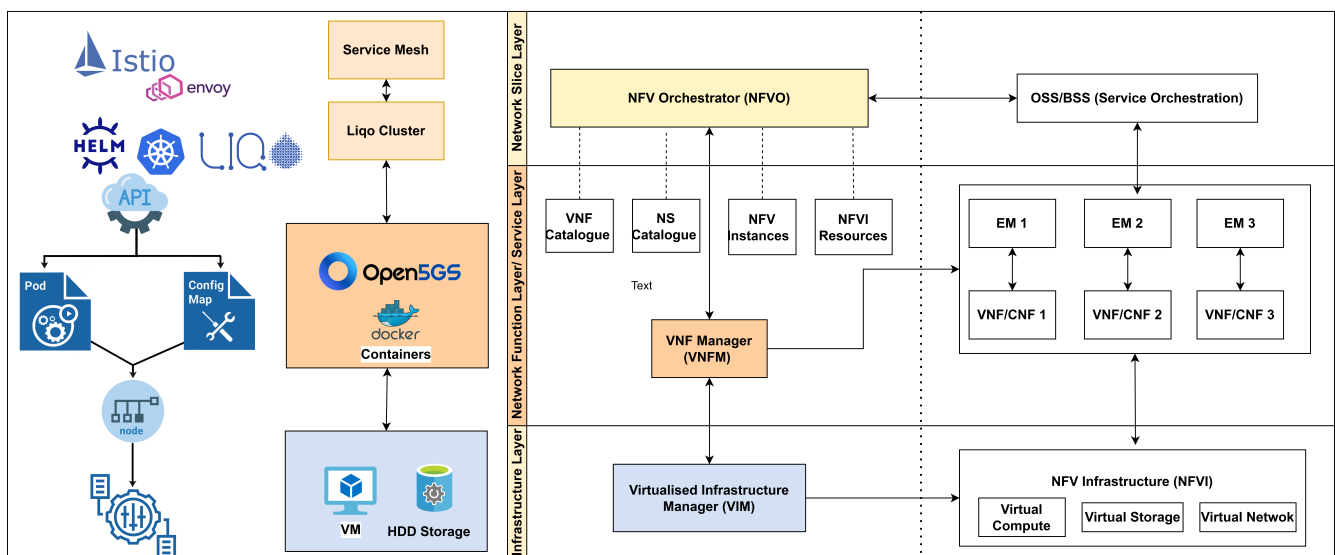 Istio
envoy
HELM
LIQ
API
Pod
Config
Map
node
Service Mesh
Liqo Cluster
Open5GS
docker
Containers
VM
HDD Storage
Network Slice Layer
Network Function Layer/ Service Layer
Infrastructure Layer
NFV Orchestrator (NFVO)
OSS/BSS (Service Orchestration)
VNF
Catalogue
NS
Catalogue
NFV
Instances
NFVI
Resources
Text
VNF Manager
(VNFM)
EM 1
EM 2
EM 3
VNF/CNF 1
VNF/CNF 2
VNF/CNF 3
Virtualised Infrastructure
Manager (VIM)
NFV Infrastructure (NFVI)
Virtual
Compute
Virtual Storage
Virtual Netwok